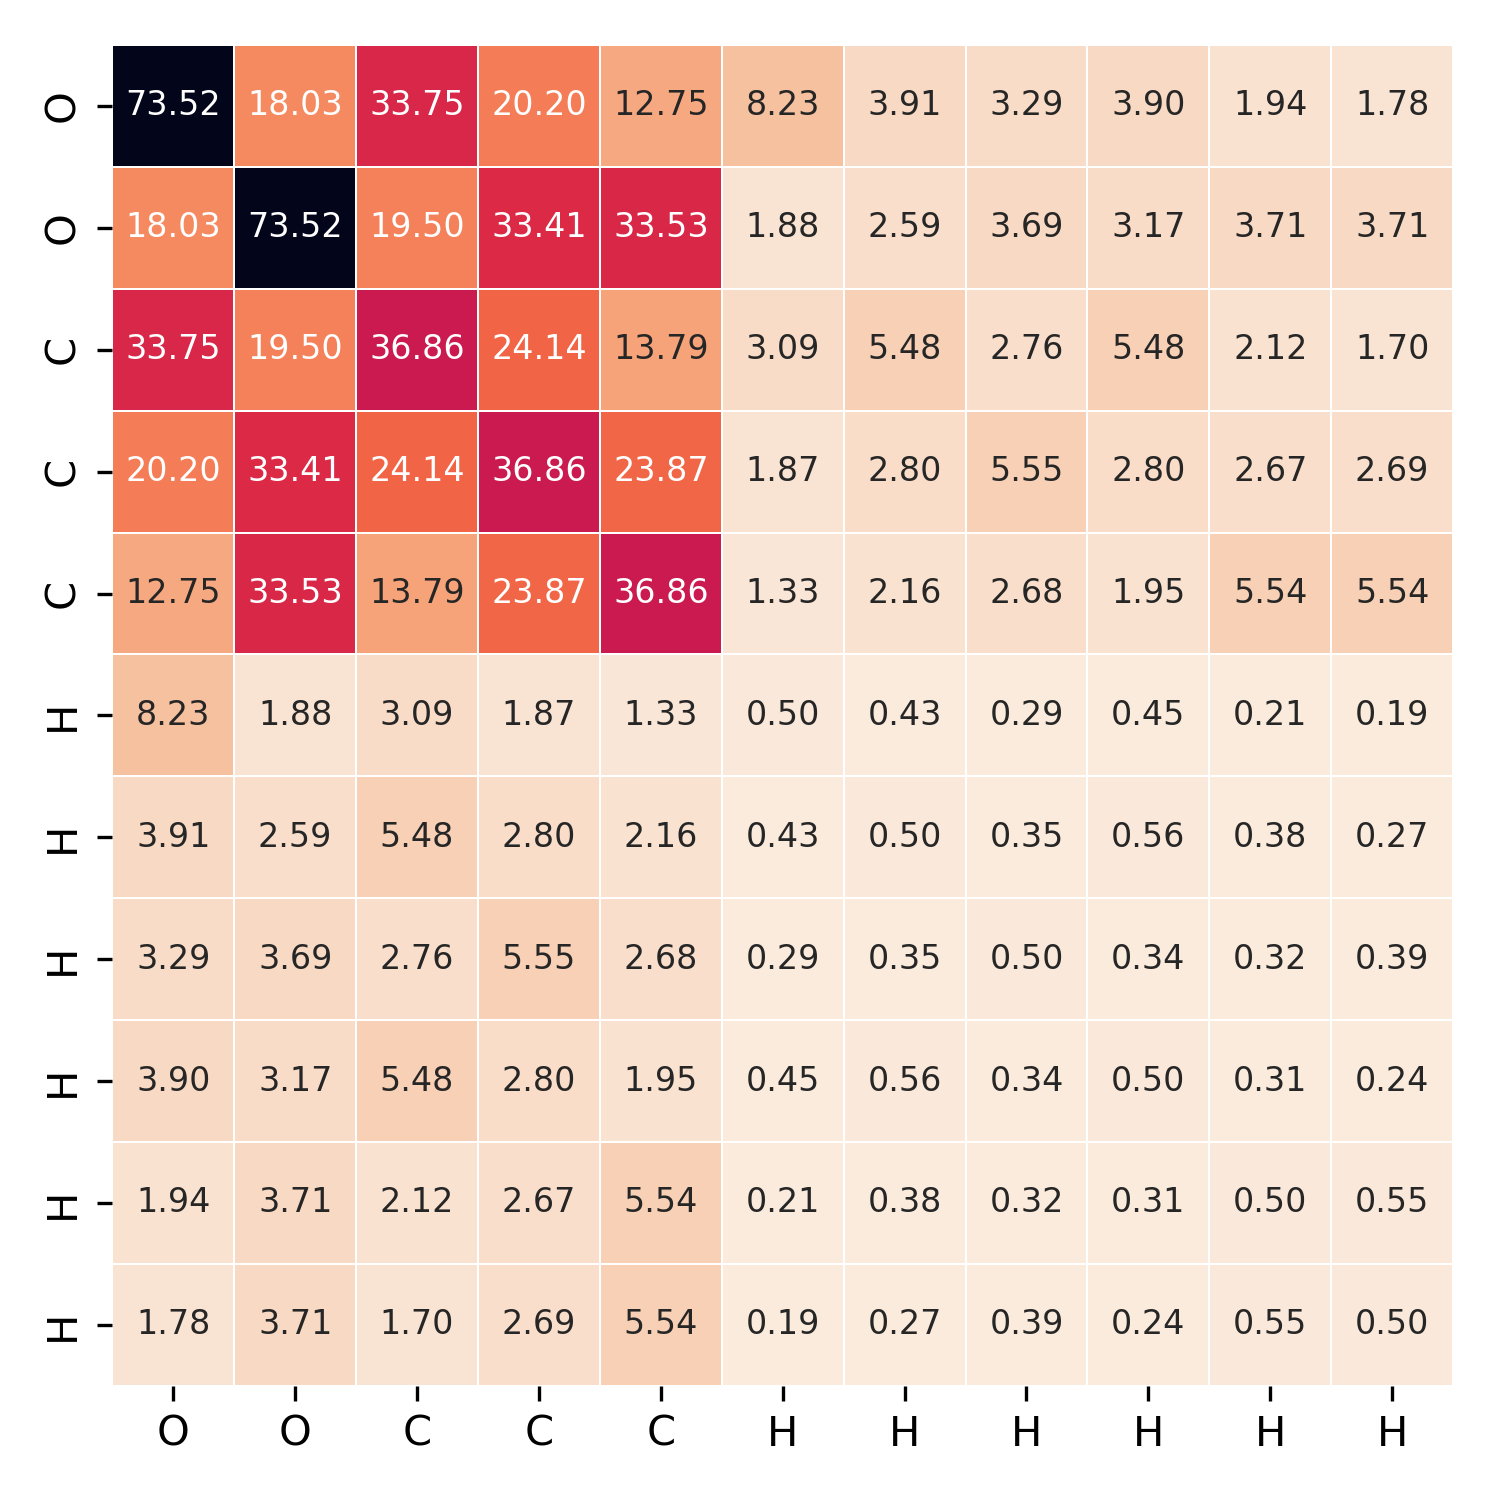 O 73.52 18.03 33.75 20.20 12.75 8.23 3.91 3.29 3.90 1.94 1.78
O 18.03 73.52 19.50 33.41 33.53 1.88 2.59 3.69 3.17 3.71 3.71
C 33.75 19.50 36.86 24.14 13.79 3.09 5.48 2.76 5.48 2.12 1.70
C 20.20 33.41 24.14 36.86 23.87 1.87 2.80 5.55 2.80 2.67 2.69
C 12.75 33.53 13.79 23.87 36.86 1.33 2.16 2.68 1.95 5.54 5.54
H 8.23 1.88 3.09 1.87 1.33 0.50 0.43 0.29 0.45 0.21 0.19
H 3.91 2.59 5.48 2.80 2.16 0.43 0.50 0.35 0.56 0.38 0.27
H 3.29 3.69 2.76 5.55 2.68 0.29 0.35 0.50 0.34 0.32 0.39
H 3.90 3.17 5.48 2.80 1.95 0.45 0.56 0.34 0.50 0.31 0.24
H 1.94 3.71 2.12 2.67 5.54 0.21 0.38 0.32 0.31 0.50 0.55
H 1.78 3.71 1.70 2.69 5.54 0.19 0.27 0.39 0.24 0.55 0.50
O O C C C H H H H H H